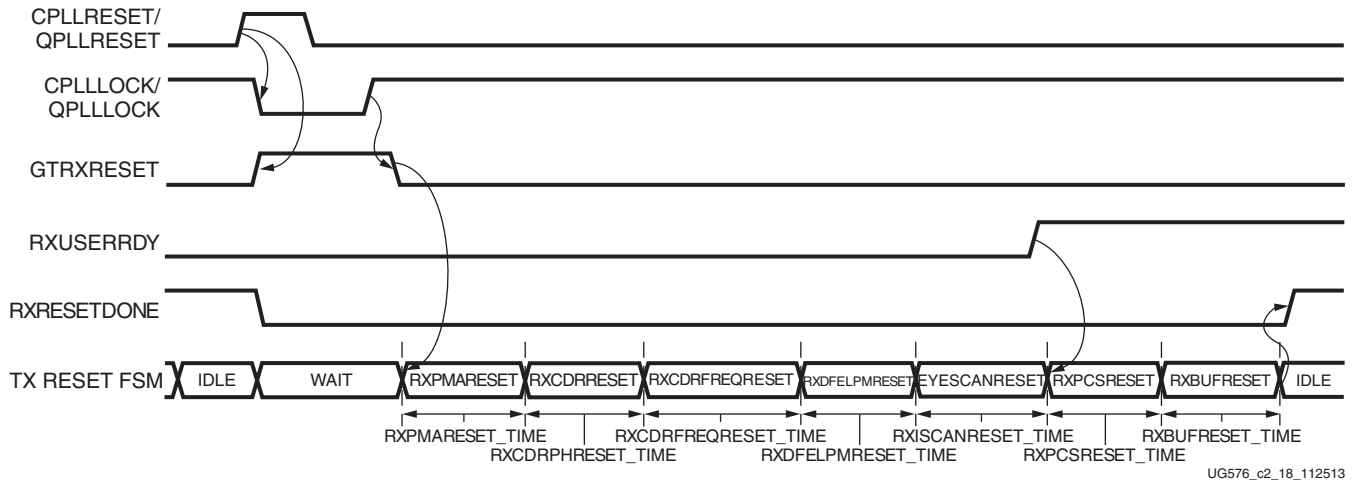 CPLLRESET/
QPLLRESET
CPLLLOCK/
QPLLLOCK
GTRXRESET
RXUSERRDY
RXRESETDONE
TX RESET FSM IDLE WAIT RXPMARESET RXCDRRESET RXCDRFREQRESET RXDFELPMRESET EYESCANRESET RXPCSRESET RXBUFRESET IDLE
RXPMARESET_TIME RXCDRFREQRESET_TIME RXISCANRESET_TIME RXBUFRESET_TIME
RXCDRPHRESET_TIME RXDFELPMRESET_TIME RXPCSRESET_TIME
UG576_c2_18_112513